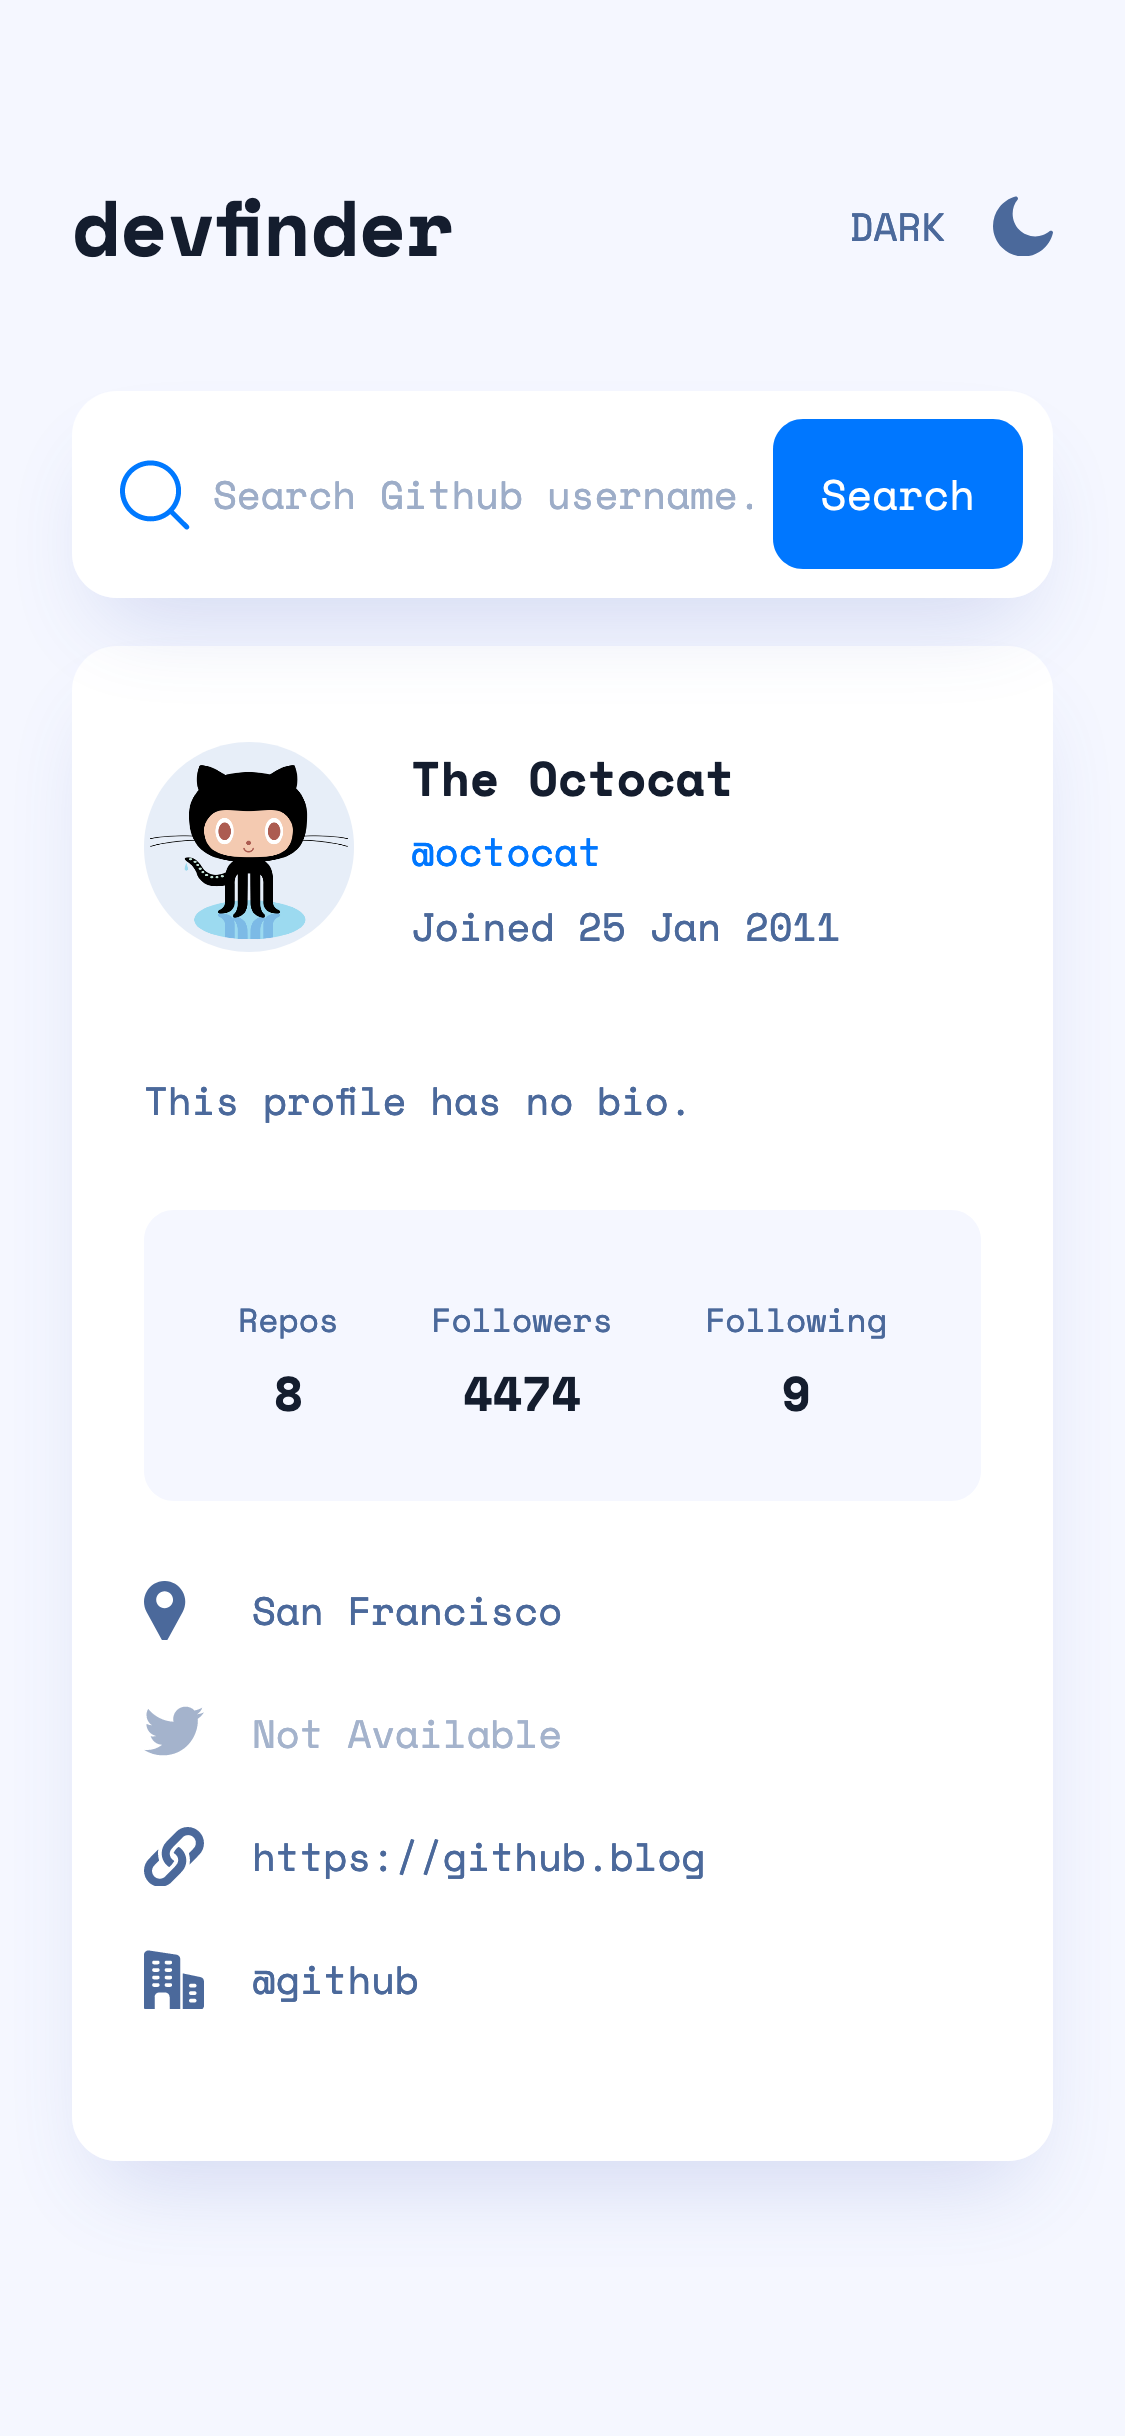 devfinder
DARK
Search Github username.
Search
The Octocat
@octocat
Joined 25 Jan 2011
This profile has no bio.
Repos Followers Following
8 4474 9
San Francisco
Not Available
https://github.blog
@github